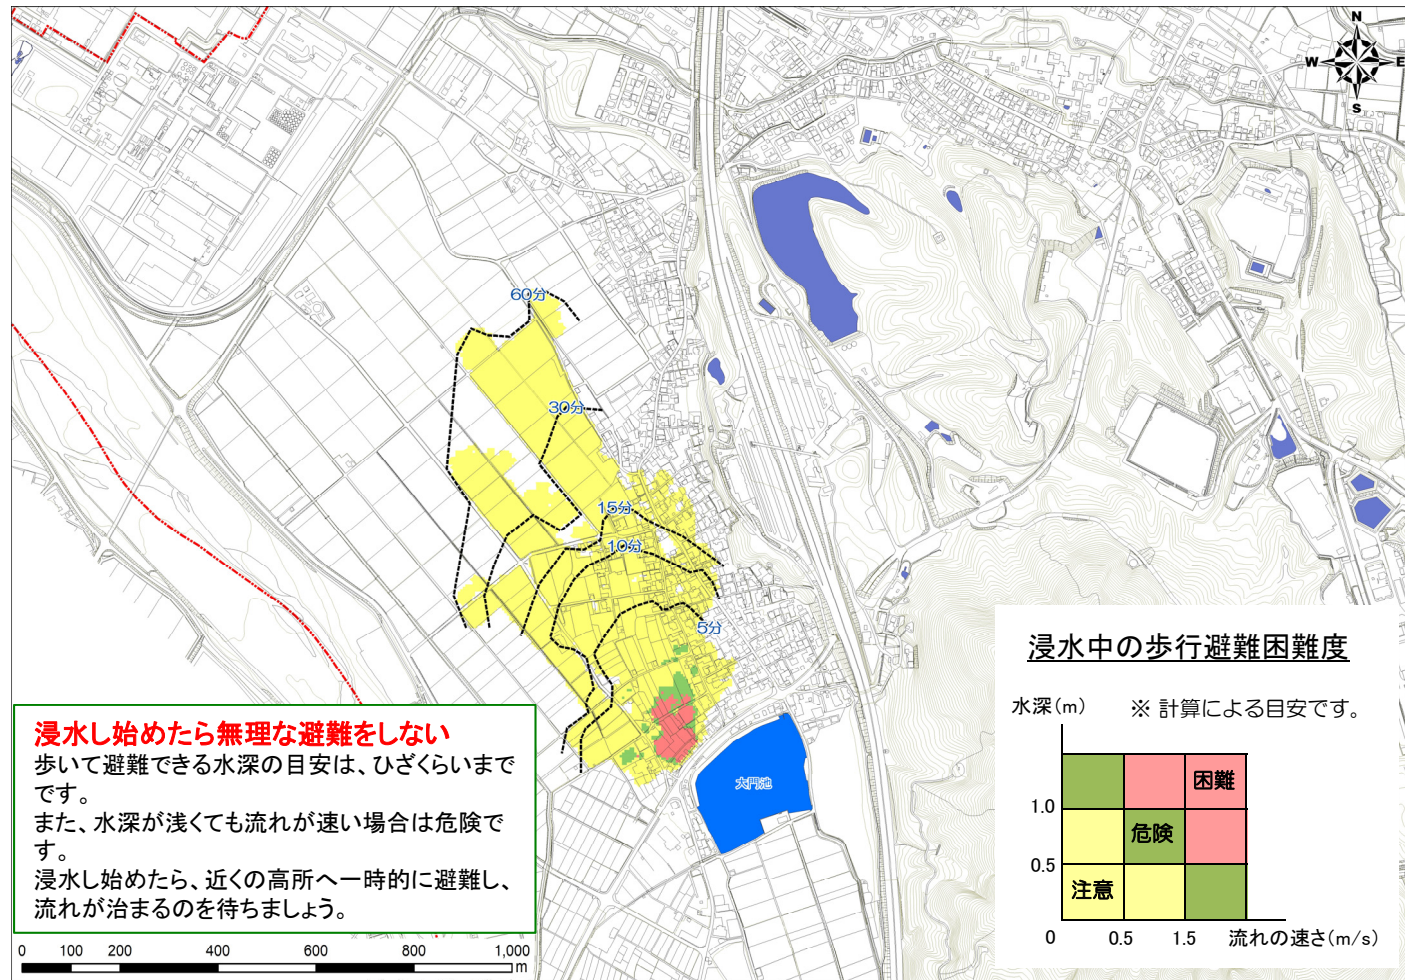 N
W
E
S
60分
30分
15分
10分
5分
大門池
浸水し始めたら無理な避難をしない
歩いて避難できる水深の目安は、ひざくらいまで
です。
また、水深が浅くても流れが速い場合は危険で
す。
浸水し始めたら、近くの高所へ一時的に避難し、
流れが治まるのを待ちましょう。
0 100 200 400 600 800 1,000
m
浸水中の歩行避難困難度
水深(m) ※ 計算による目安です。
困難
1.0
危険
0.5
注意
0 0.5 1.5 流れの速さ(m/s)